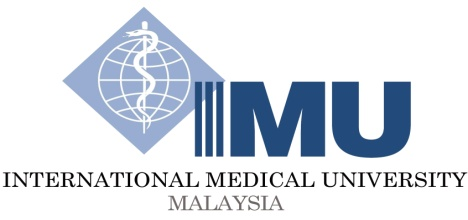 IMU
INTERNATIONAL MEDICAL UNIVERSITY
MALAYSIA